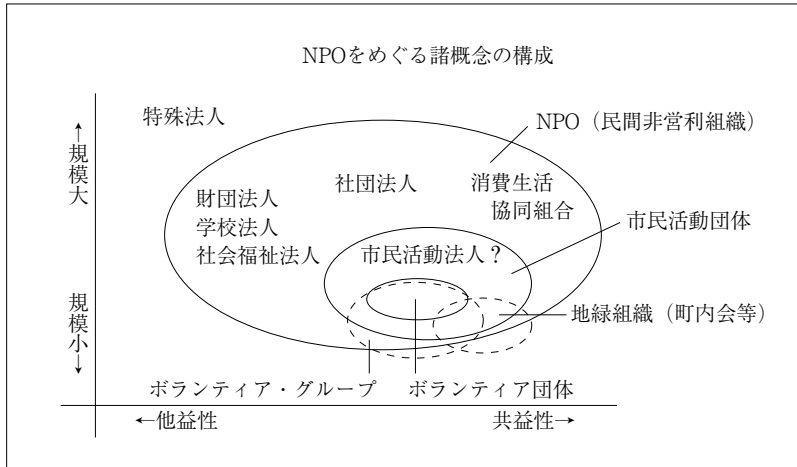 NPOをめぐる諸概念の構成
特殊法人
NPO（民間非営利組織）
←規模大
社団法人
消費生活
協同組合
財団法人
学校法人
社会福祉法人
市民活動団体
市民活動法人？
規模小→
地緑組織（町内会等）
ボランティア・グループ
ボランティア団体
←他益性
共益性→